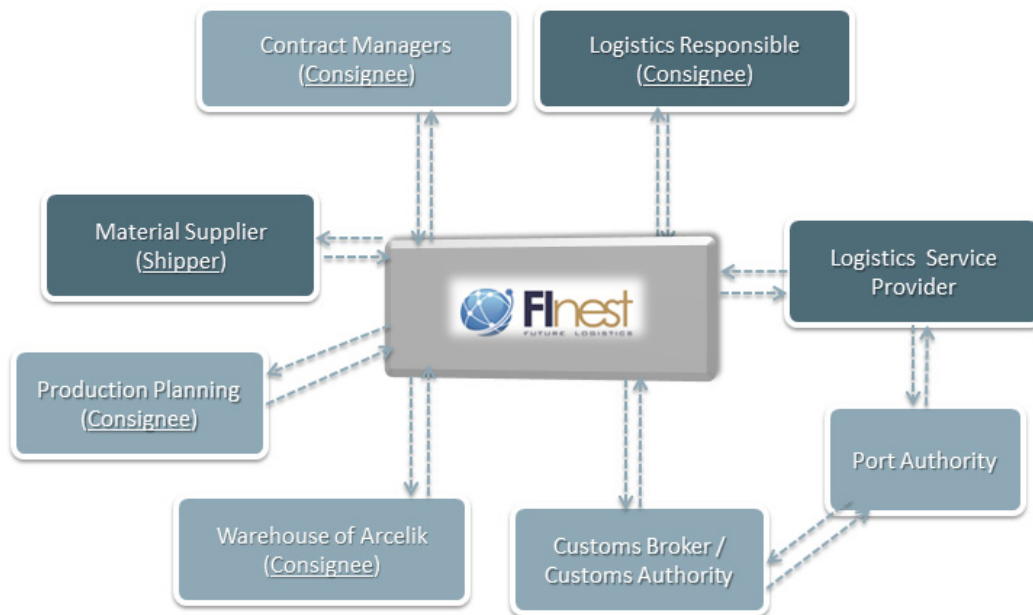 Contract Managers
(Consignee)
Logistics Responsible
(Consignee)
Material Supplier
(Shipper)
Logistics Service
Provider
FInest
FUTURE LOGISTICS
Production Planning
(Consignee)
Port Authority
Warehouse of Arcelik
(Consignee)
Customs Broker /
Customs Authority